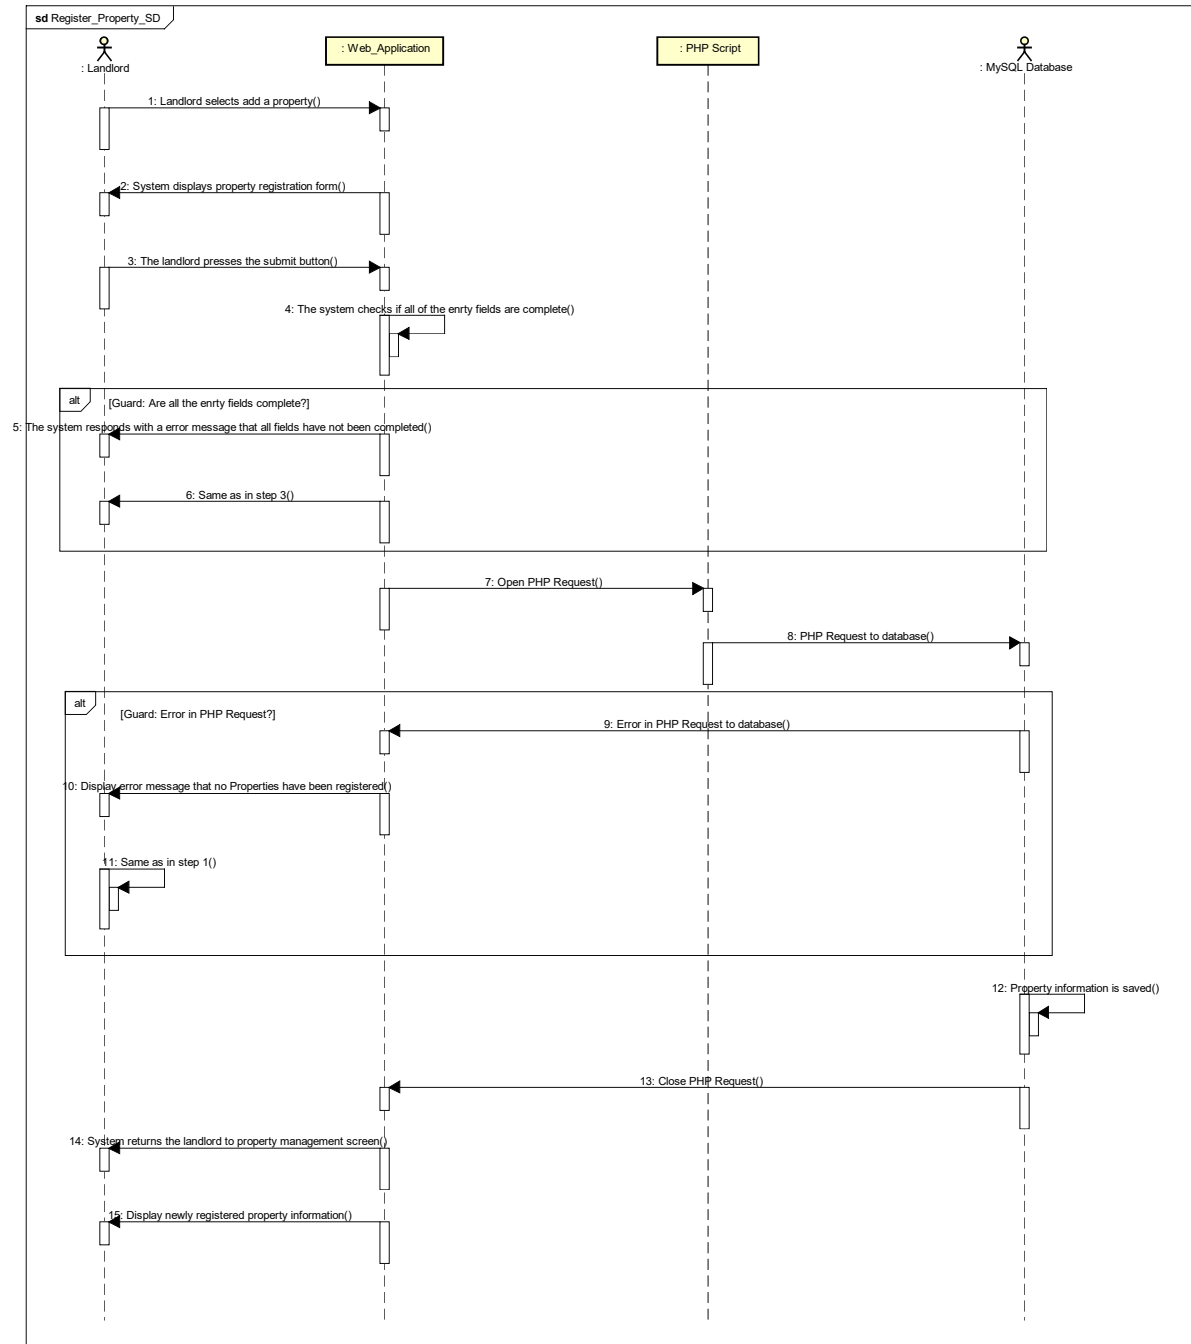 sd Register_Property_SD
: Landlord
: Web_Application
: PHP Script
: MySQL Database
1: Landlord selects add a property()
2: System displays property registration form()
3: The landlord presses the submit button()
4: The system checks if all of the enrty fields are complete()
alt
[Guard: Are all the enrty fields complete?]
5: The system responds with a error message that all fields have not been completed()
6: Same as in step 3()
7: Open PHP Request()
8: PHP Request to database()
alt
[Guard: Error in PHP Request?]
9: Error in PHP Request to database()
10: Display error message that no Properties have been registered()
11: Same as in step 1()
12: Property information is saved()
13: Close PHP Request()
14: System returns the landlord to property management screen()
15: Display newly registered property information()